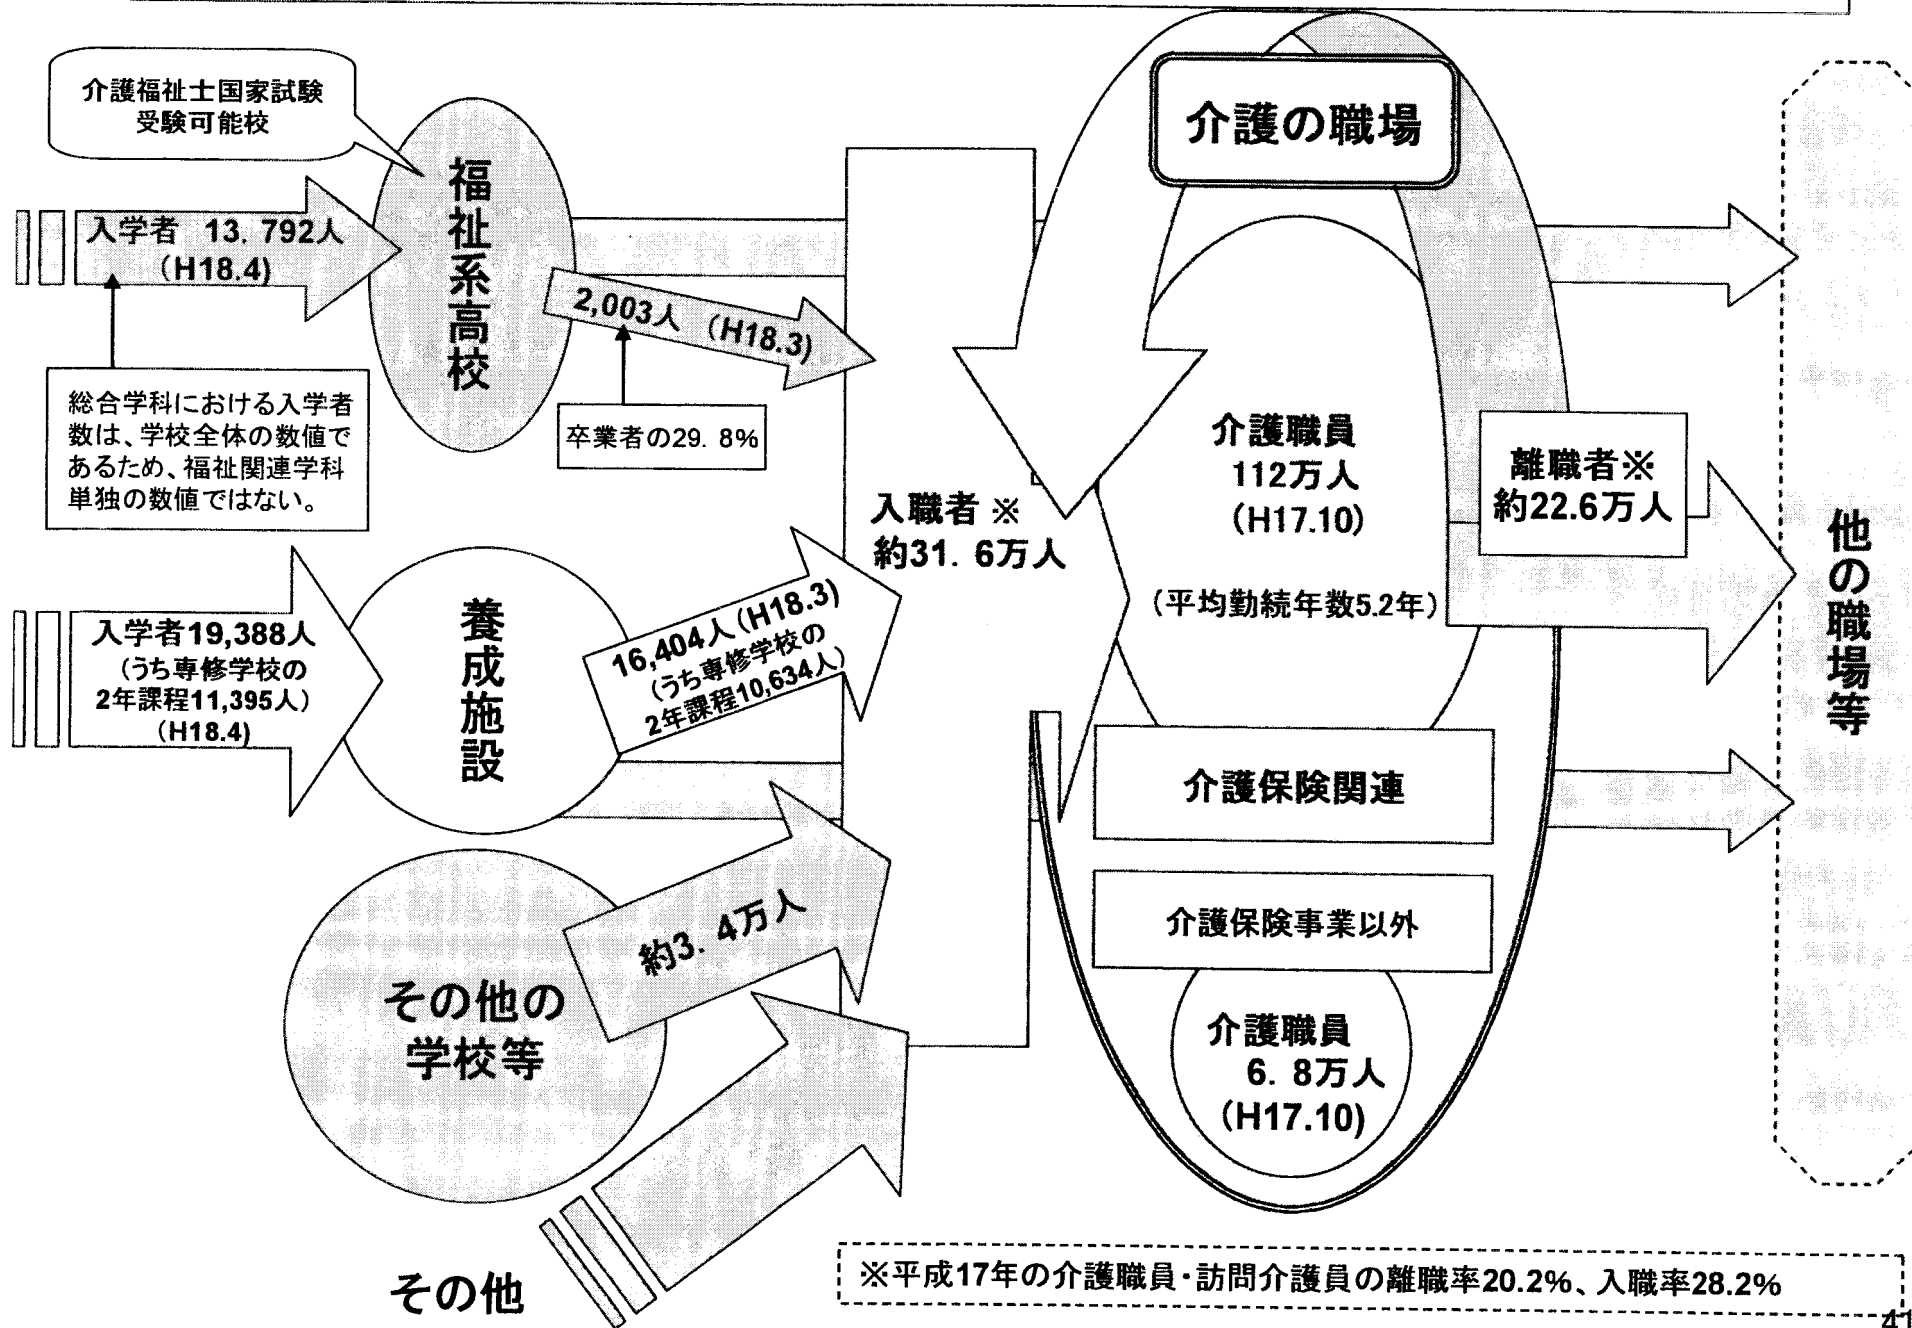 介護福祉士国家試験
受験可能校
介護の職場
福祉系高校
入学者 13.792人
(H18.4)
2,003人 (H18.3)
総合学科における入学者
数は、学校全体の数値で
あるため、福祉関連学科
単独の数値ではない。
卒業者の29.8%
入職者 ※
約31.6万人
介護職員
112万人
(H17.10)
(平均勤続年数5.2年)
離職者※
約22.6万人
他の職場等
入学者19,388人
(うち専修学校の
2年課程11,395人)
(H18.4)
養成施設
16,404人(H18.3)
(うち専修学校の
2年課程10,634人)
介護保険関連
介護保険事業以外
介護職員
6.8万人
(H17.10)
その他の
学校等
約3.4万人
その他
※平成17年の介護職員・訪問介護員の離職率20.2%、入職率28.2%
41